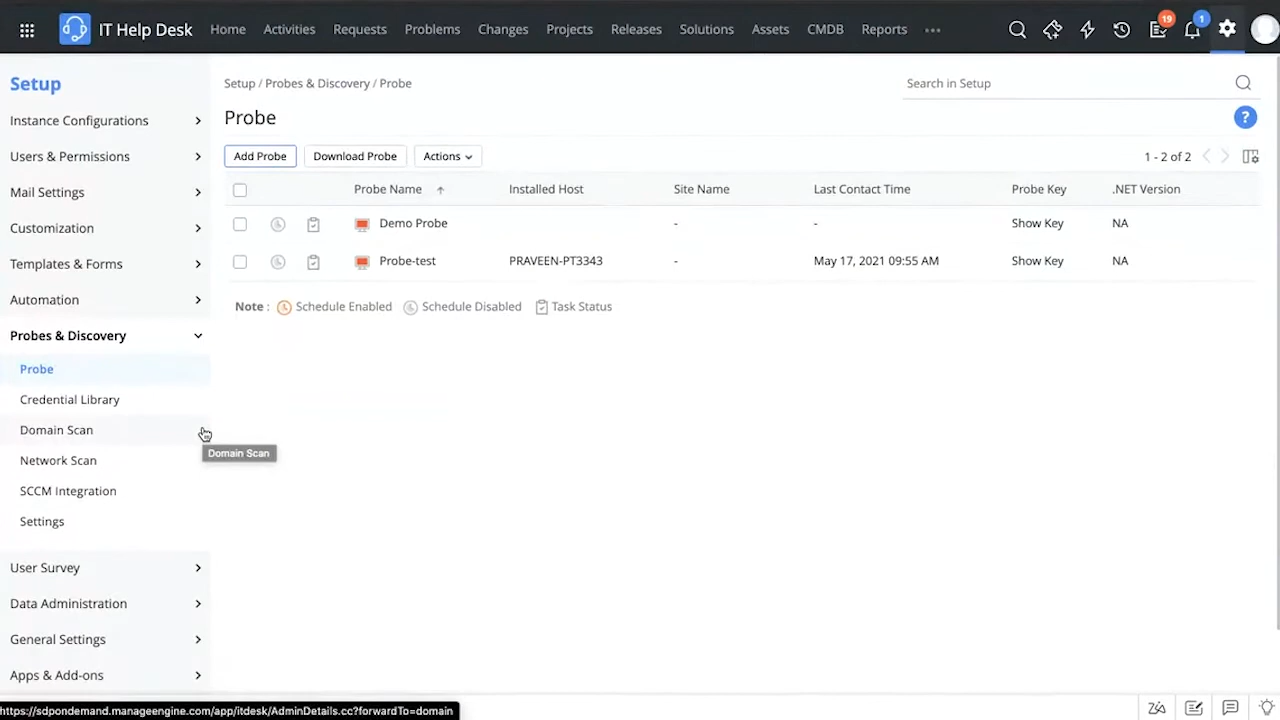 IT Help Desk Home Activities Requests Problems Changes Projects Releases Solutions Assets CMDB Reports 19 1
Setup
Instance Configurations
Users & Permissions
Mail Settings
Customization
Templates & Forms
Automation
Probes & Discovery
Probe
Credential Library
Domain Scan
Network Scan
SCCM Integration
Settings
User Survey
Data Administration
General Settings
Apps & Add-ons
Setup / Probes & Discovery / Probe
Search in Setup
Probe
?
Add Probe Download Probe Actions 1 - 2 of 2
Probe Name Installed Host Site Name Last Contact Time Probe Key .NET Version
Demo Probe - - Show Key NA
Probe-test PRAVEEN-PT3343 - May 17, 2021 09:55 AM Show Key NA
Note : Schedule Enabled Schedule Disabled Task Status
Domain Scan
https://sdpondemand.manageengine.com/app/itdesk/AdminDetails.cc?forwardTo=domain